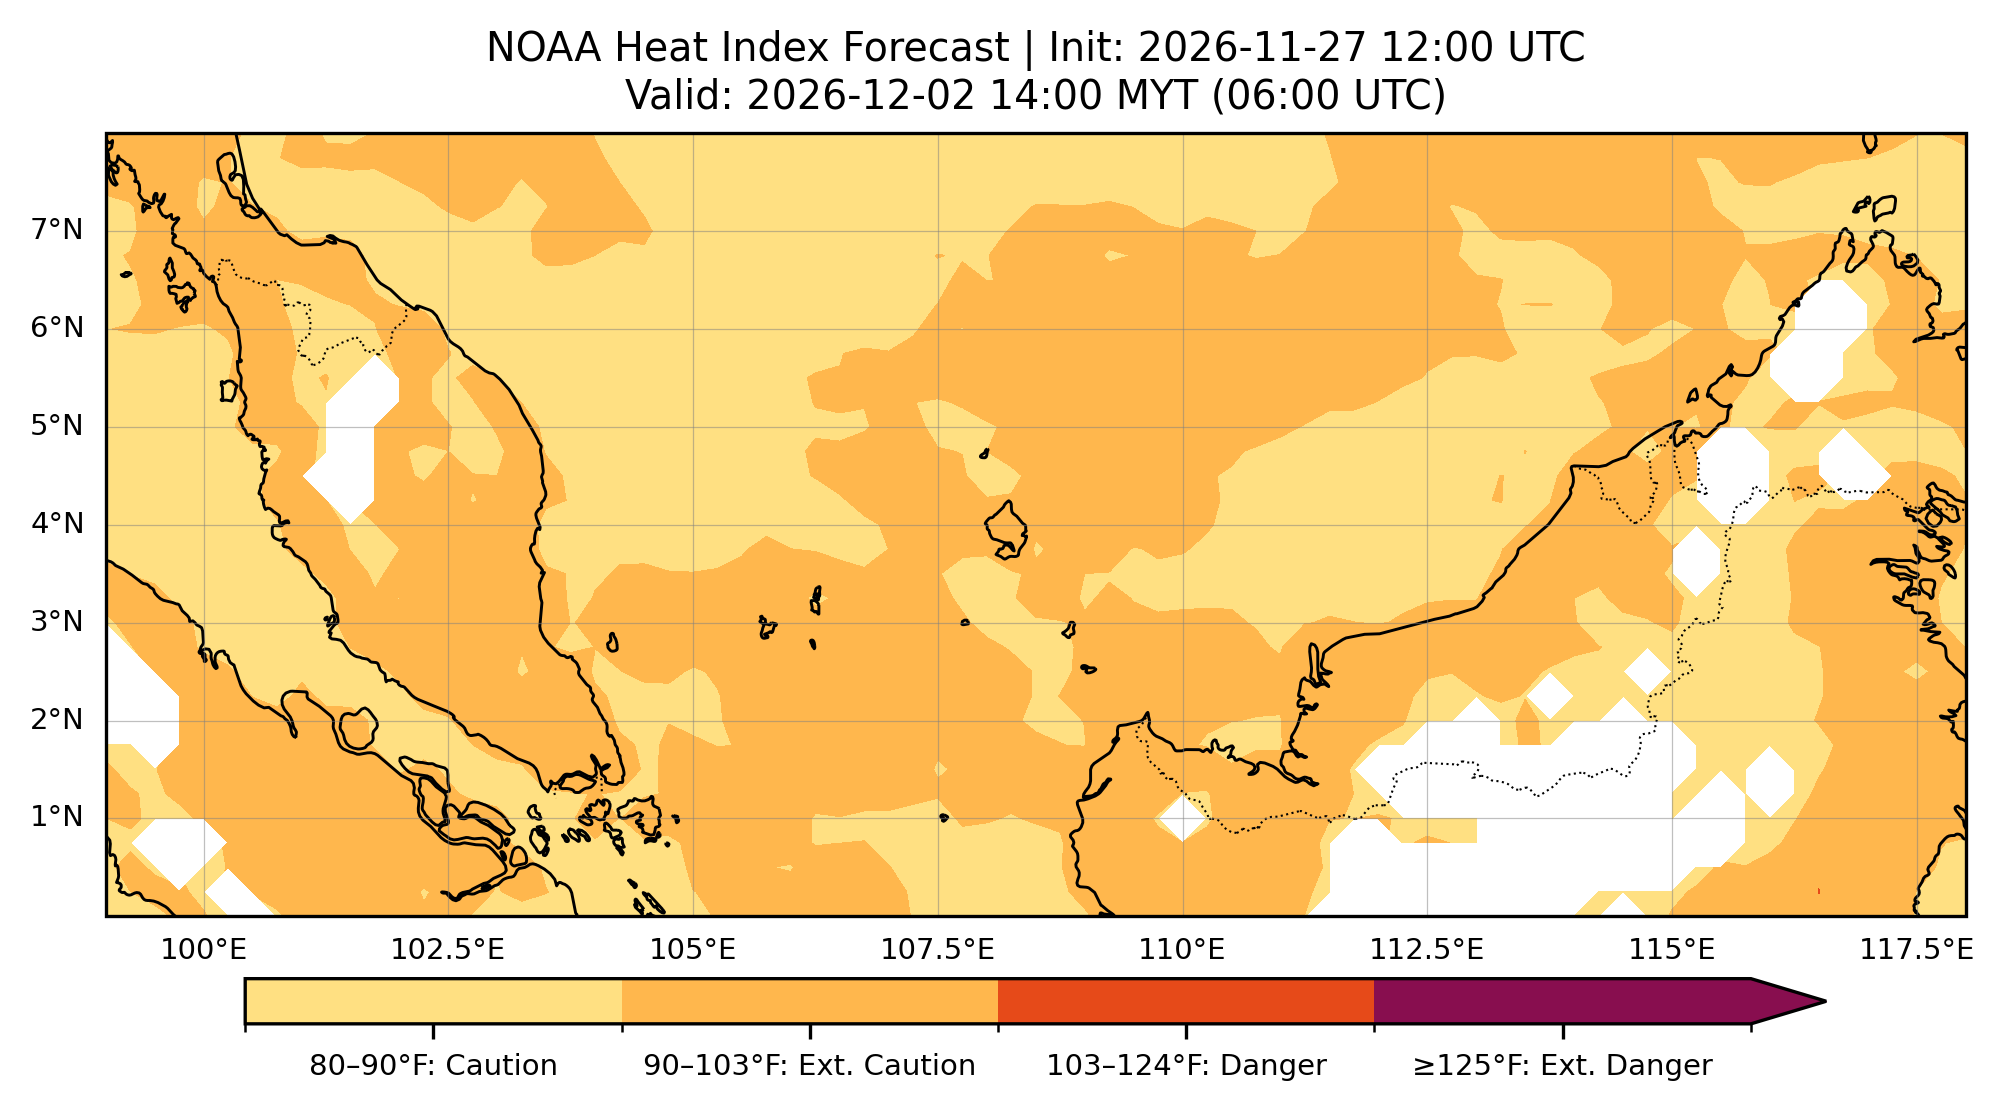 NOAA Heat Index Forecast | Init: 2026-11-27 12:00 UTC
Valid: 2026-12-02 14:00 MYT (06:00 UTC)
7°N
6°N
5°N
4°N
3°N
2°N
1°N
100°E 102.5°E 105°E 107.5°E 110°E 112.5°E 115°E 117.5°E
80–90°F: Caution 90–103°F: Ext. Caution 103–124°F: Danger ≥125°F: Ext. Danger